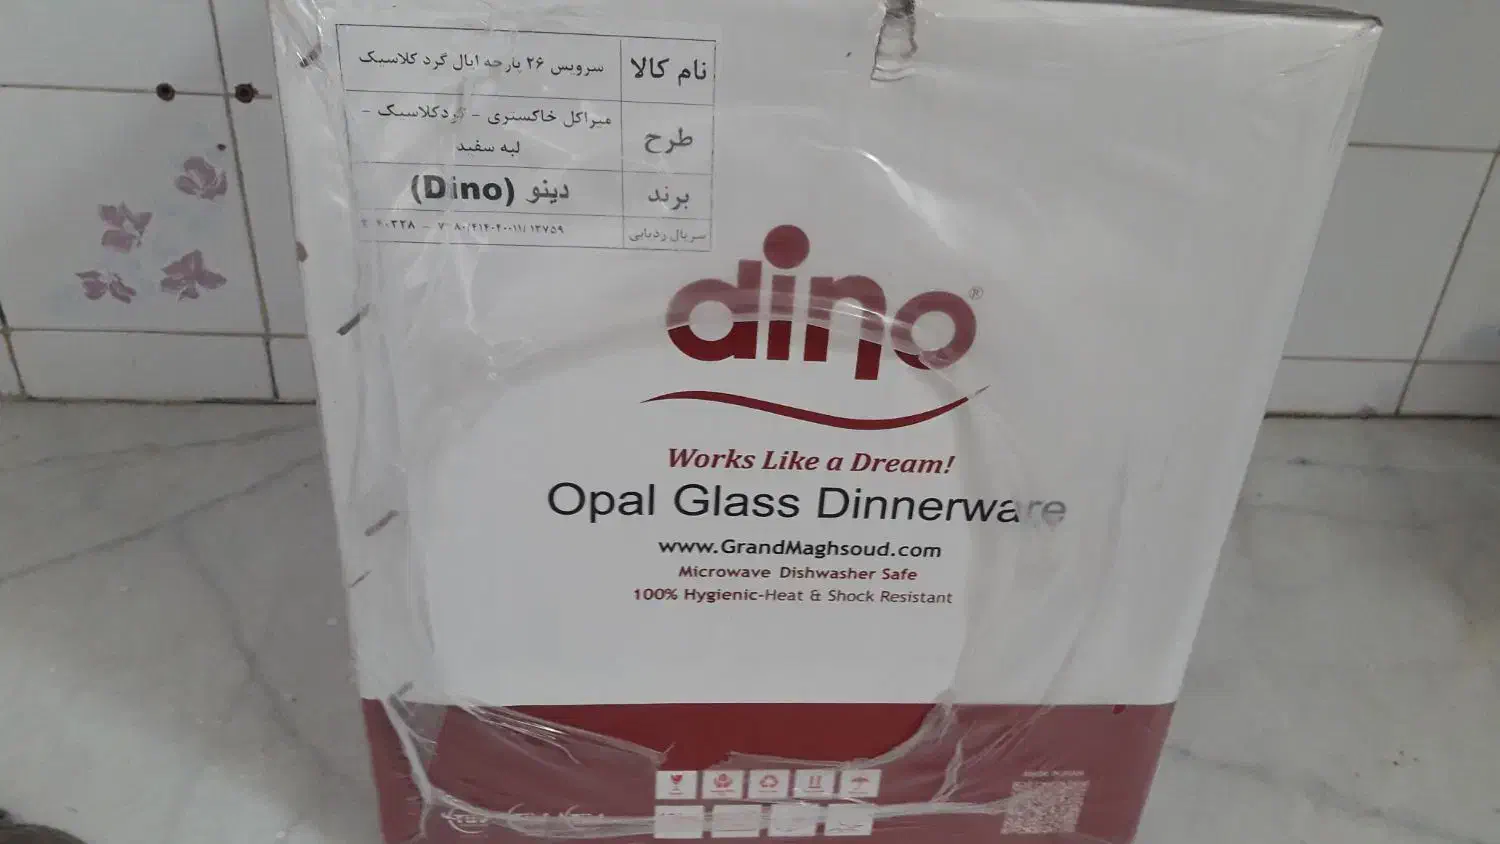 نام کالا سرویس ۲۶ پارچه اپال گرد کلاسیک
طرح میراکل خاکستری - گردکلاسیک -
لبه سفید
برند دینو (Dino)
سریال ردیابی
dino®
Works Like a Dream!
Opal Glass Dinnerware
www.GrandMaghsoud.com
Microwave Dishwasher Safe
100% Hygienic-Heat & Shock Resistant